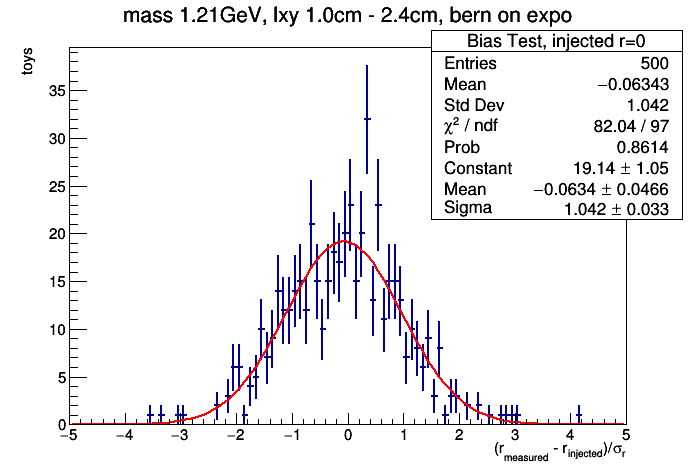 mass 1.21GeV, lxy 1.0cm - 2.4cm, bern on expo
toys
Bias Test, injected r=0
Entries 500
Mean −0.06343
Std Dev 1.042
χ² / ndf 82.04 / 97
Prob 0.8614
Constant 19.14 ± 1.05
Mean −0.0634 ± 0.0466
Sigma 1.042 ± 0.033
35
30
25
20
15
10
5
0
−5 −4 −3 −2 −1 0 1 2 3 4 5
(r_measured - r_injected)/σ_r